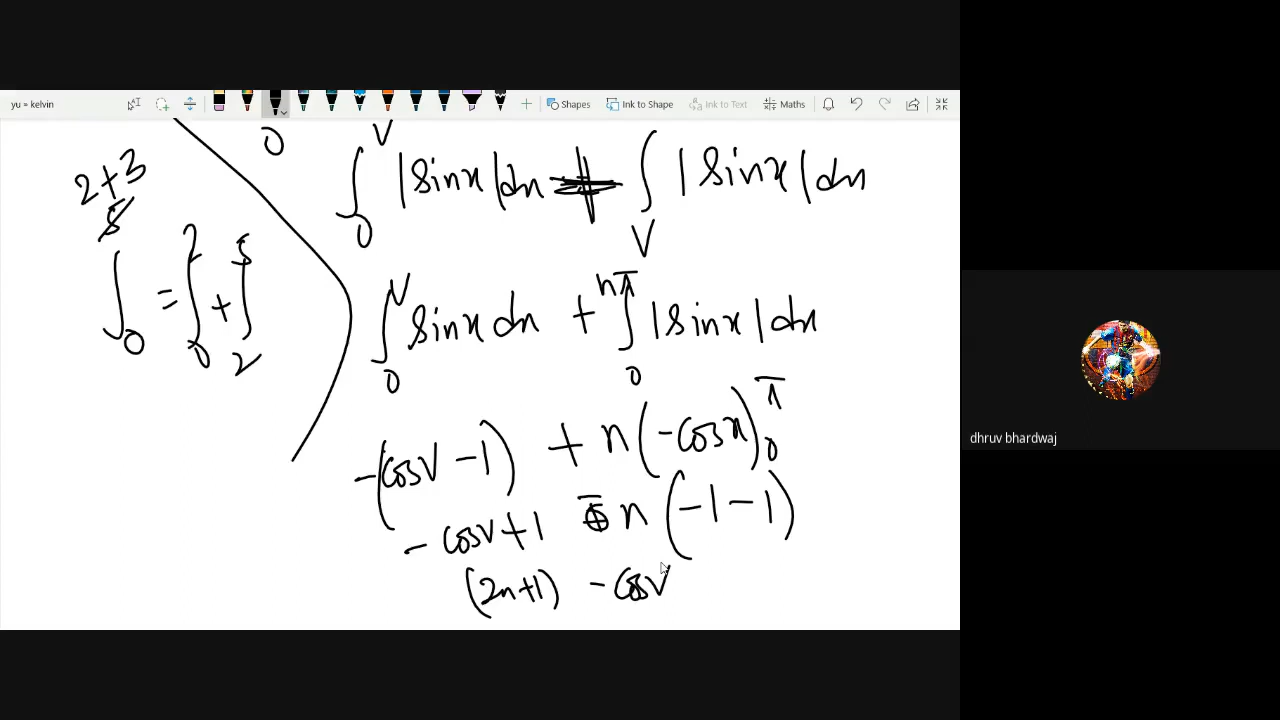 yu = kelvin
Shapes
Ink to Shape
Ink to Text
Maths
0
2+3
5
∫₀ = ∫₀² + ∫₂⁵
∫₀^V |sinx|dx + ∫_V |sinx|dx
∫₀^V sinx dx + ∫₀^{nπ} |sinx|dx
-(cosV - 1) + n(-cosx)₀^π
- cosV + 1 - n(-1 - 1)
(2n+1) - cosV
dhruv bhardwaj